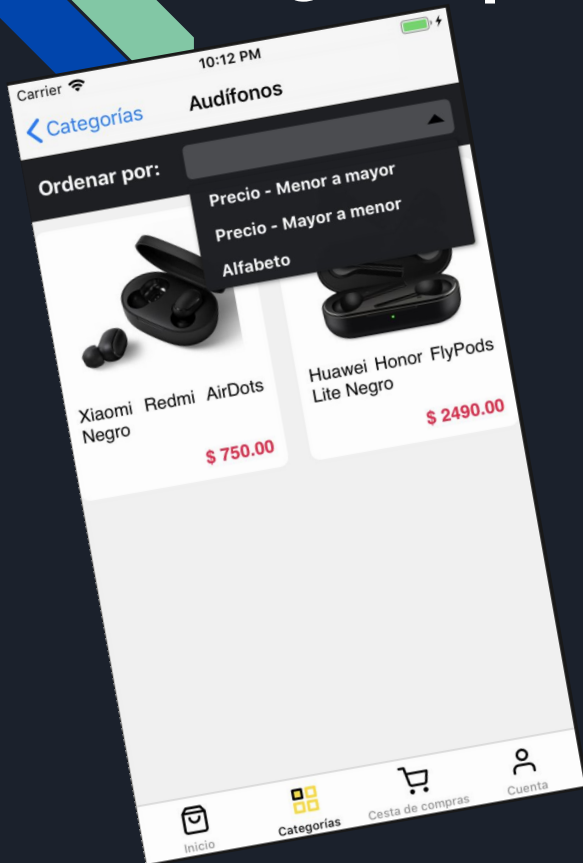 Carrier
10:12 PM
Categorías
Audífonos
Ordenar por:
Precio - Menor a mayor
Precio - Mayor a menor
Alfabeto
Xiaomi Redmi AirDots
Negro
$ 750.00
Huawei Honor FlyPods
Lite Negro
$ 2490.00
Inicio
Categorías
Cesta de compras
Cuenta